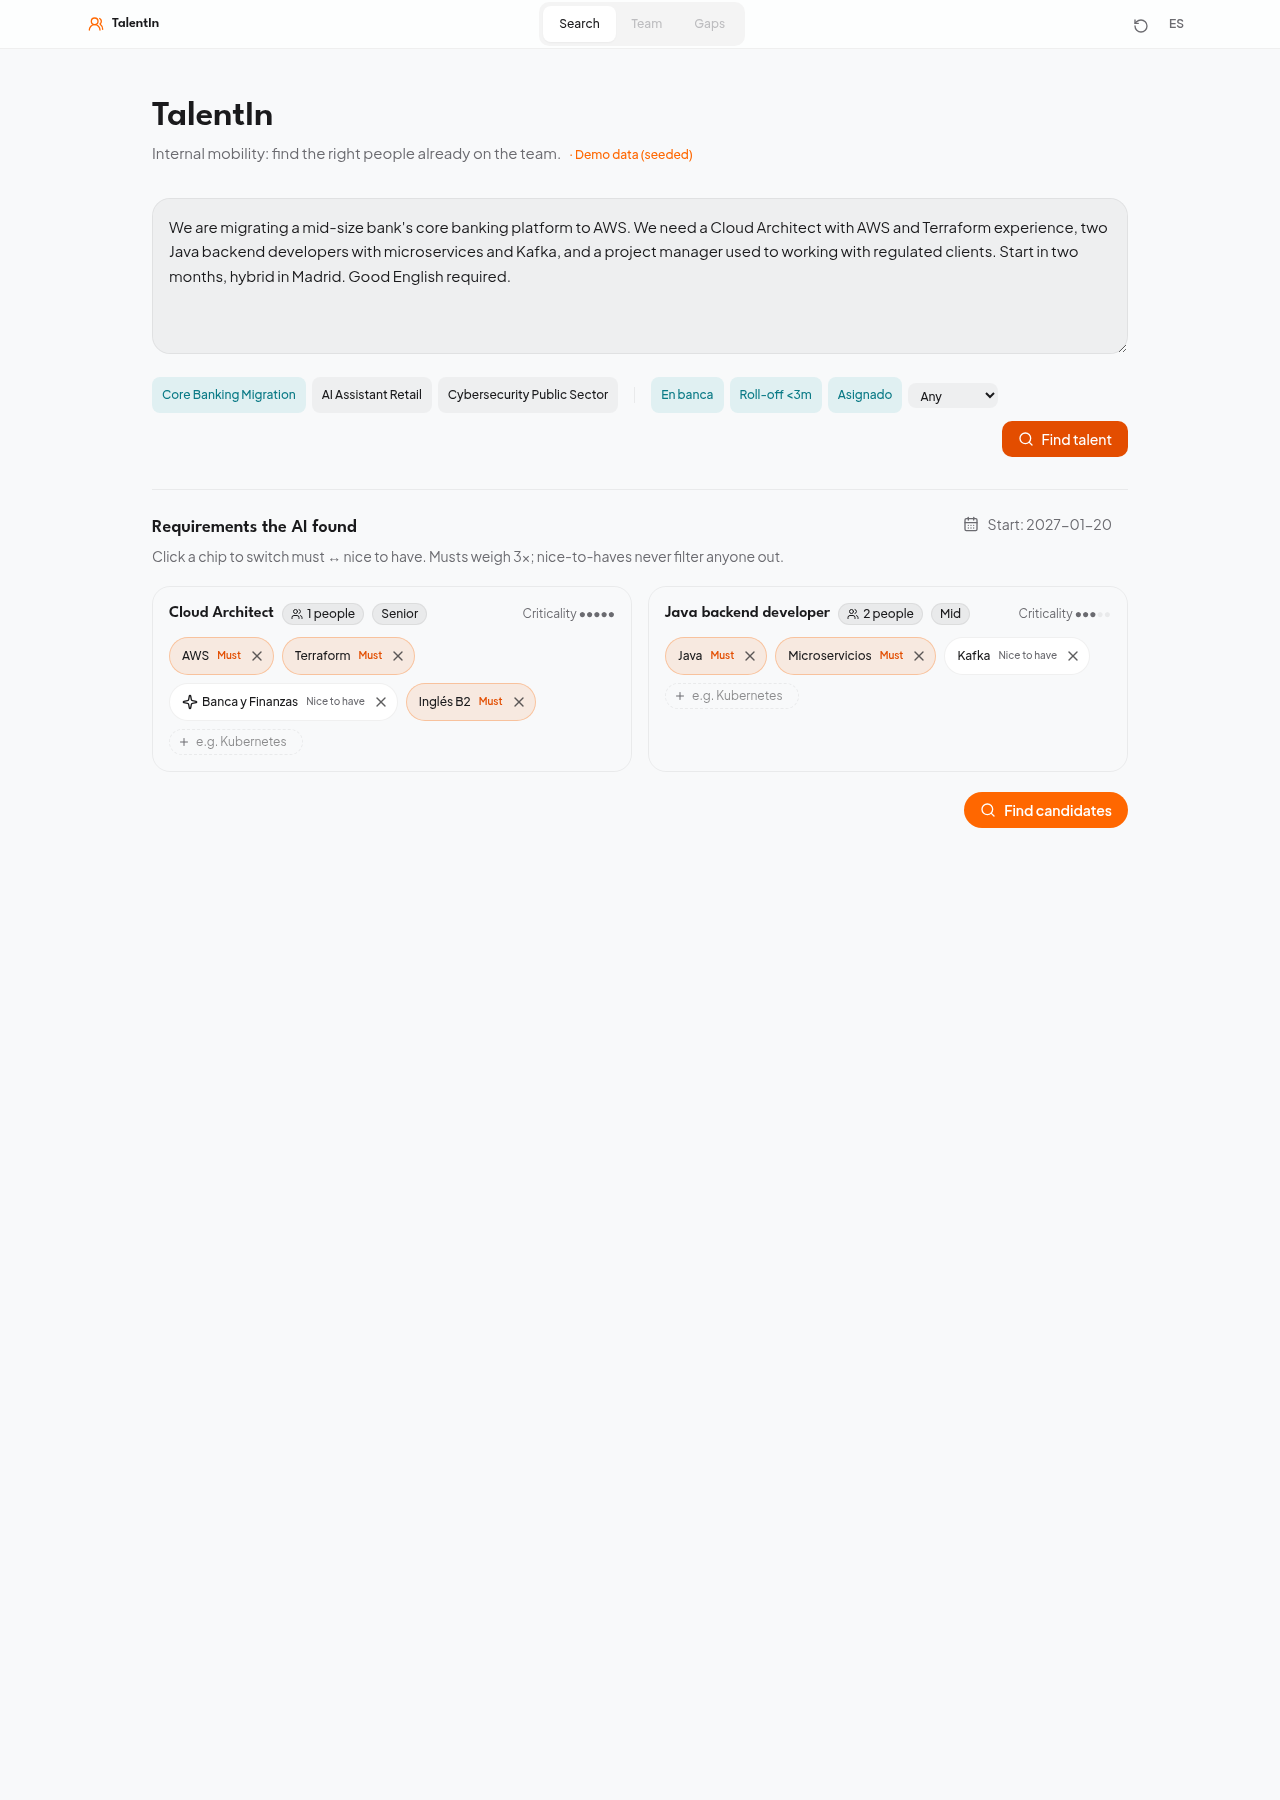 TalentIn
Search Team Gaps
ES
TalentIn
Internal mobility: find the right people already on the team. · Demo data (seeded)
We are migrating a mid-size bank's core banking platform to AWS. We need a Cloud Architect with AWS and Terraform experience, two
Java backend developers with microservices and Kafka, and a project manager used to working with regulated clients. Start in two
months, hybrid in Madrid. Good English required.
Core Banking Migration AI Assistant Retail Cybersecurity Public Sector En banca Roll-off <3m Asignado Any
Find talent
Requirements the AI found
Start: 2027-01-20
Click a chip to switch must ↔ nice to have. Musts weigh 3×; nice-to-haves never filter anyone out.
Cloud Architect 1 people Senior Criticality ●●●●●
AWS Must Terraform Must
Banca y Finanzas Nice to have Inglés B2 Must
+ e.g. Kubernetes
Java backend developer 2 people Mid Criticality ●●●●●
Java Must Microservicios Must Kafka Nice to have
+ e.g. Kubernetes
Find candidates